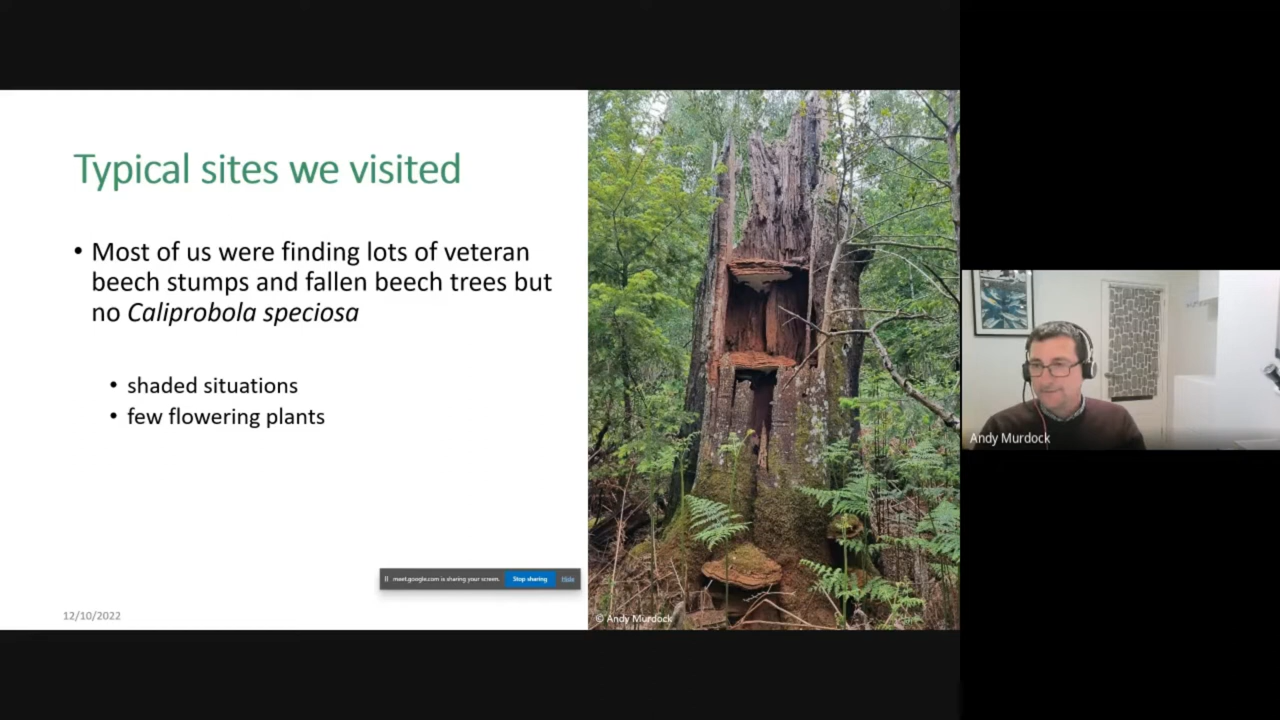 Typical sites we visited
• Most of us were finding lots of veteran
beech stumps and fallen beech trees but
no Caliprobola speciosa
• shaded situations
• few flowering plants
meet.google.com is sharing your screen. Stop sharing Hide
12/10/2022
© Andy Murdock
Andy Murdock